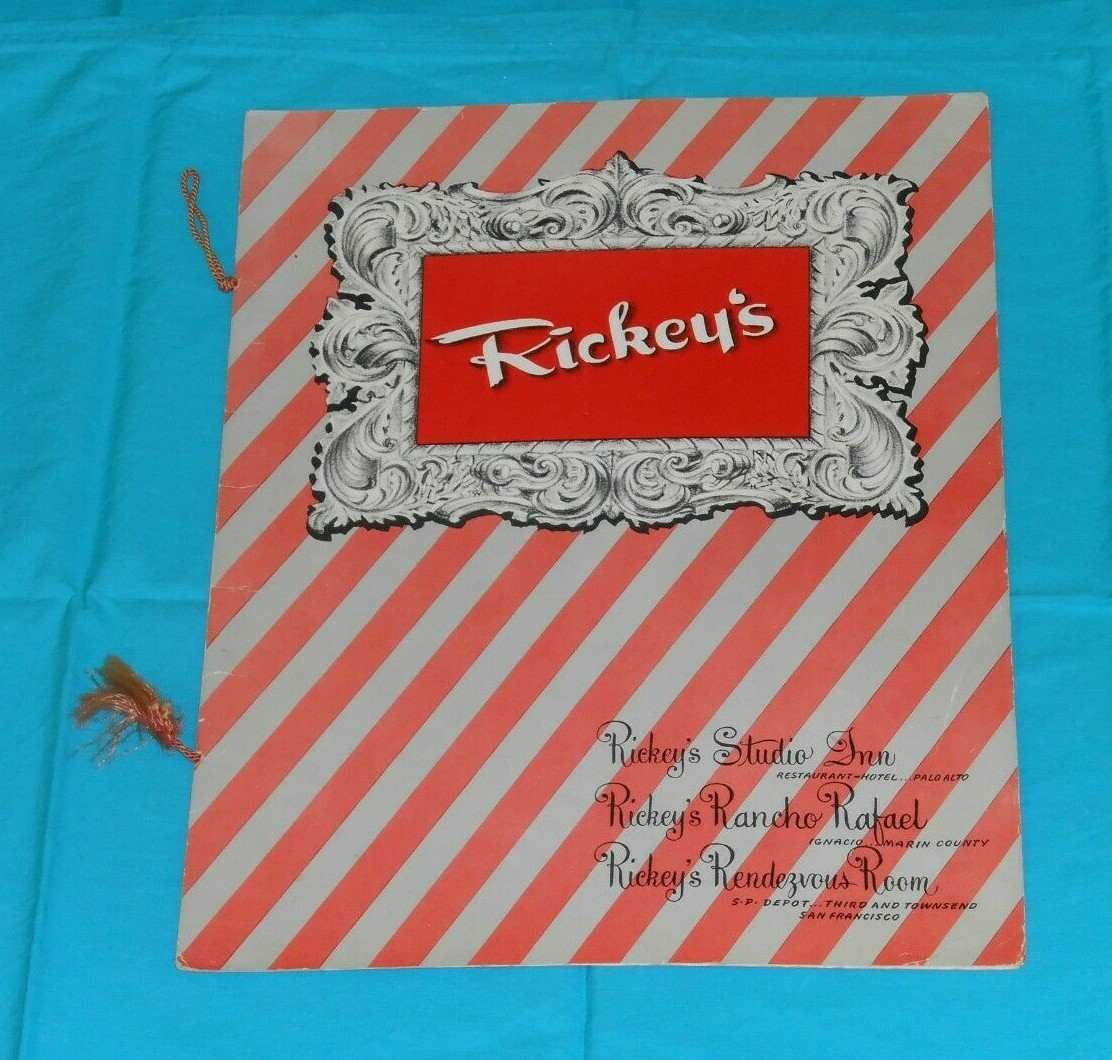 Rickey's
Rickey's Studio Inn
RESTAURANT-HOTEL...PALO ALTO
Rickey's Rancho Rafael
IGNACIO...MARIN COUNTY
Rickey's Rendezvous Room
S.P. DEPOT...THIRD AND TOWNSEND
SAN FRANCISCO